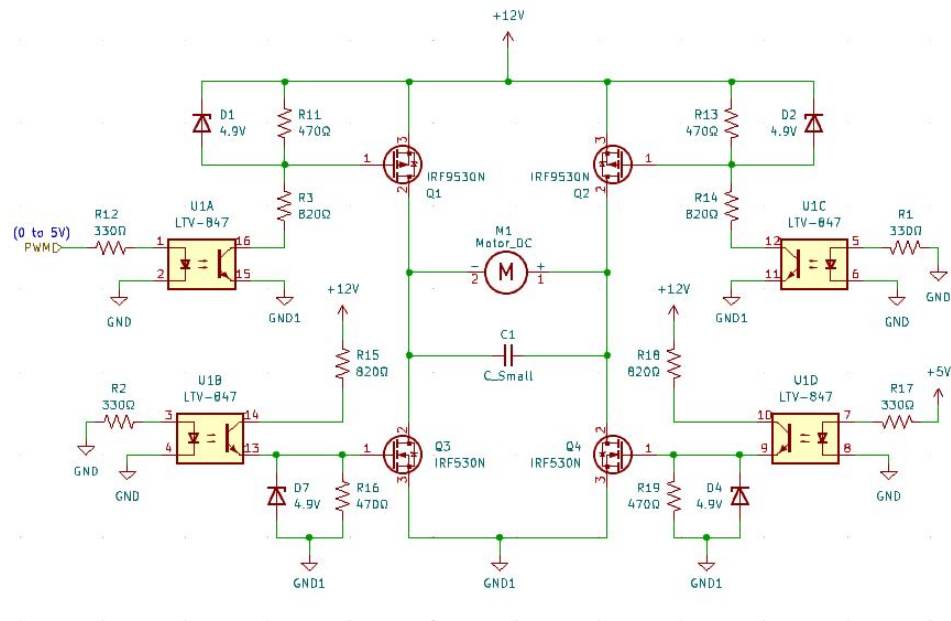 +12V
D1
4.9V
R11
470Ω
3
1
2
IRF9530N
Q1
R3
820Ω
R13
470Ω
D2
4.9V
3
1
2
IRF9530N
Q2
R14
820Ω
(0 to 5V)
PWM
R12
330Ω
U1A
LTV-847
1
2
16
15
GND
GND1
M1
Motor_DC
-
2
M
+
1
U1C
LTV-847
12
11
5
6
R1
330Ω
GND1
GND
GND
+12V
R15
820Ω
C1
C_Small
+12V
R18
820Ω
R2
330Ω
U1B
LTV-847
3
4
14
13
GND
GND
2
1
3
Q3
IRF530N
D7
4.9V
R16
470Ω
GND1
GND1
2
1
3
Q4
IRF530N
R19
470Ω
D4
4.9V
GND1
U1D
LTV-847
10
9
7
8
R17
330Ω
+5V
GND